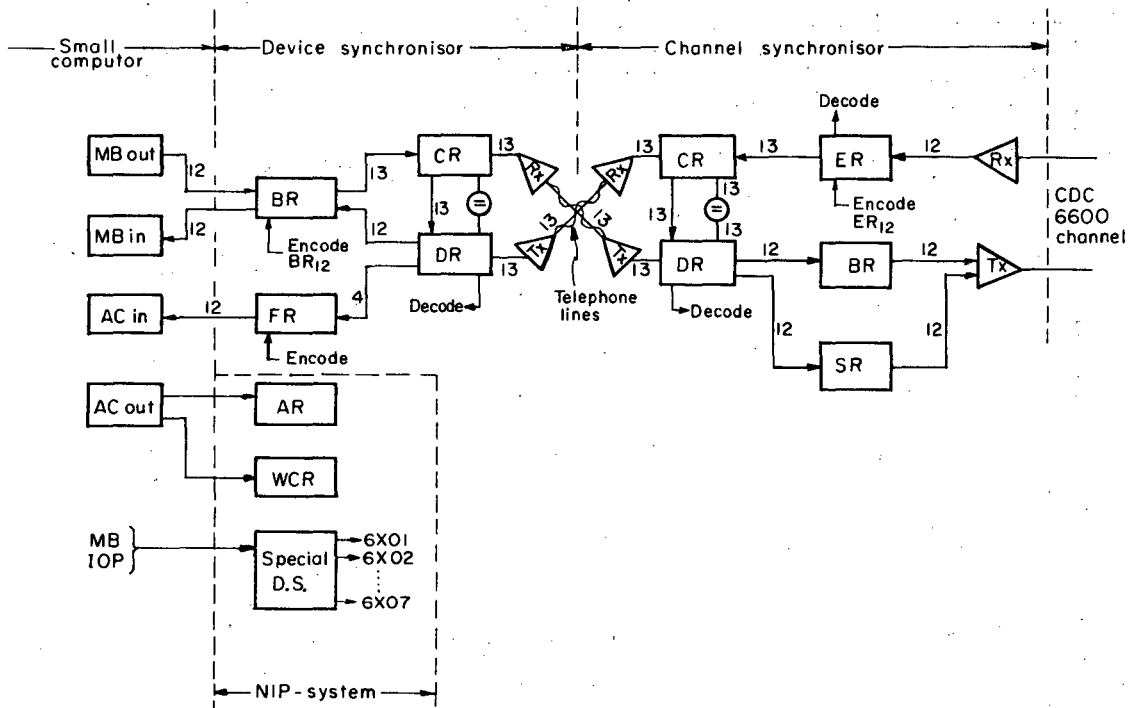 Small computor
Device synchronisor
Channel synchronisor
MB out
12
MB in
12
AC in
12
BR
Encode BR12
13
12
FR
4
Encode
CR
13
13
=
DR
13
Decode
Rx
Tx
13
13
Telephone lines
Rx
Tx
13
13
CR
13
13
=
13
DR
Decode
13
Decode
ER
Encode ER12
12
Rx
CDC 6600 channel
12
BR
12
Tx
12
SR
12
AC out
AR
WCR
MB IOP
Special D.S.
6X01
6X02
6X07
NIP-system